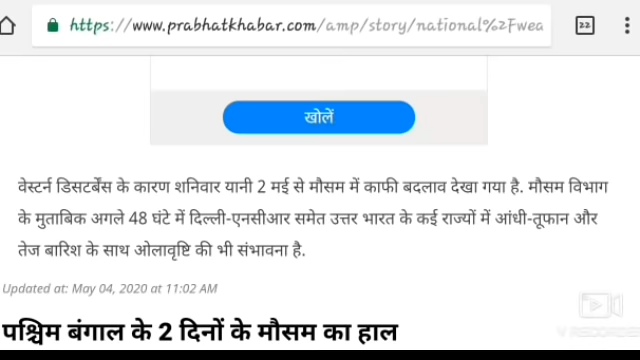 https://www.prabhatkhabar.com/amp/story/national%2Fwea
22
खोलें
वेस्टर्न डिसटर्बेंस के कारण शनिवार यानी 2 मई से मौसम में काफी बदलाव देखा गया है. मौसम विभाग
के मुताबिक अगले 48 घंटे में दिल्ली-एनसीआर समेत उत्तर भारत के कई राज्यों में आंधी-तूफान और
तेज बारिश के साथ ओलावृष्टि की भी संभावना है.
Updated at: May 04, 2020 at 11:02 AM
V RECORDER
पश्चिम बंगाल के 2 दिनों के मौसम का हाल